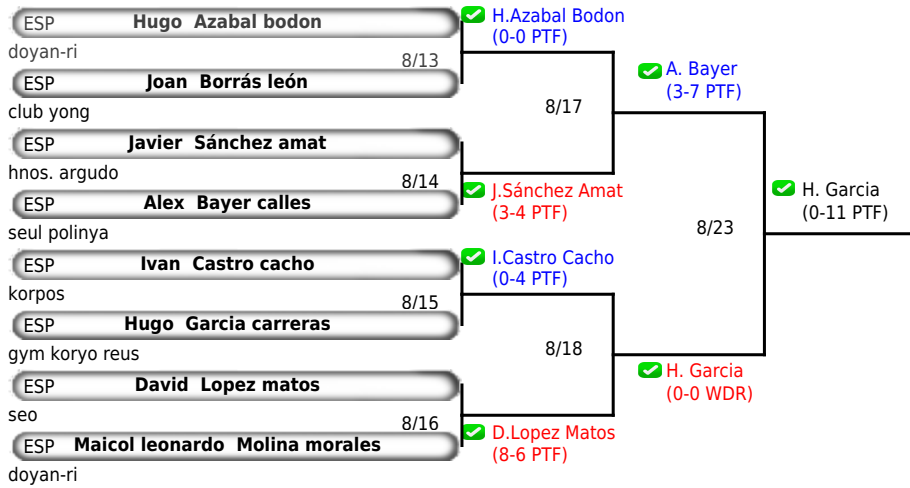 ESP Hugo Azabal bodon
doyan-ri
8/13
ESP Joan Borrás león
club yong
ESP Javier Sánchez amat
hnos. argudo
8/14
ESP Alex Bayer calles
seul polinya
ESP Ivan Castro cacho
korpos
8/15
ESP Hugo Garcia carreras
gym koryo reus
ESP David Lopez matos
seo
8/16
ESP Maicol leonardo Molina morales
doyan-ri
H.Azabal Bodon
(0-0 PTF)
8/17
J.Sánchez Amat
(3-4 PTF)
I.Castro Cacho
(0-4 PTF)
8/18
D.Lopez Matos
(8-6 PTF)
A. Bayer
(3-7 PTF)
8/23
H. Garcia
(0-0 WDR)
H. Garcia
(0-11 PTF)